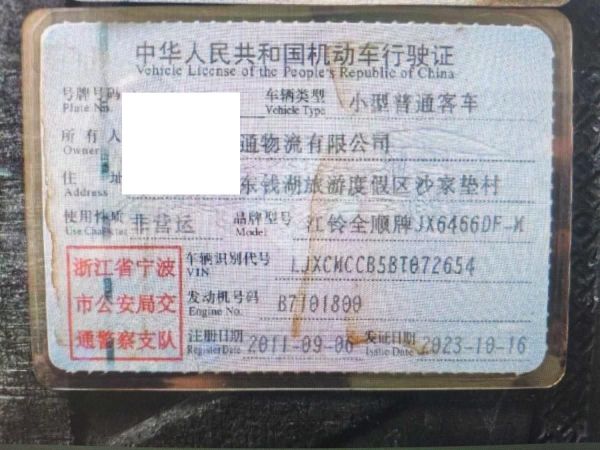 中华人民共和国机动车行驶证
Vehicle License of the People's Republic of China
号牌号码 车辆类型 小型普通客车
Plate No. Vehicle Type
所有人 通物流有限公司
Owner
住址 东钱湖旅游度假区沙家垫村
Address
使用性质 非营运 品牌型号 江铃全顺牌JX6466DF-M
Use Character Model
浙江省宁波
市公安局交
通警察支队
车辆识别代号 LJXCMCCB5BT072654
VIN
发动机号码 B7101800
Engine No.
注册日期 2011-09-06 发证日期 2023-10-16
Register Date Issue Date